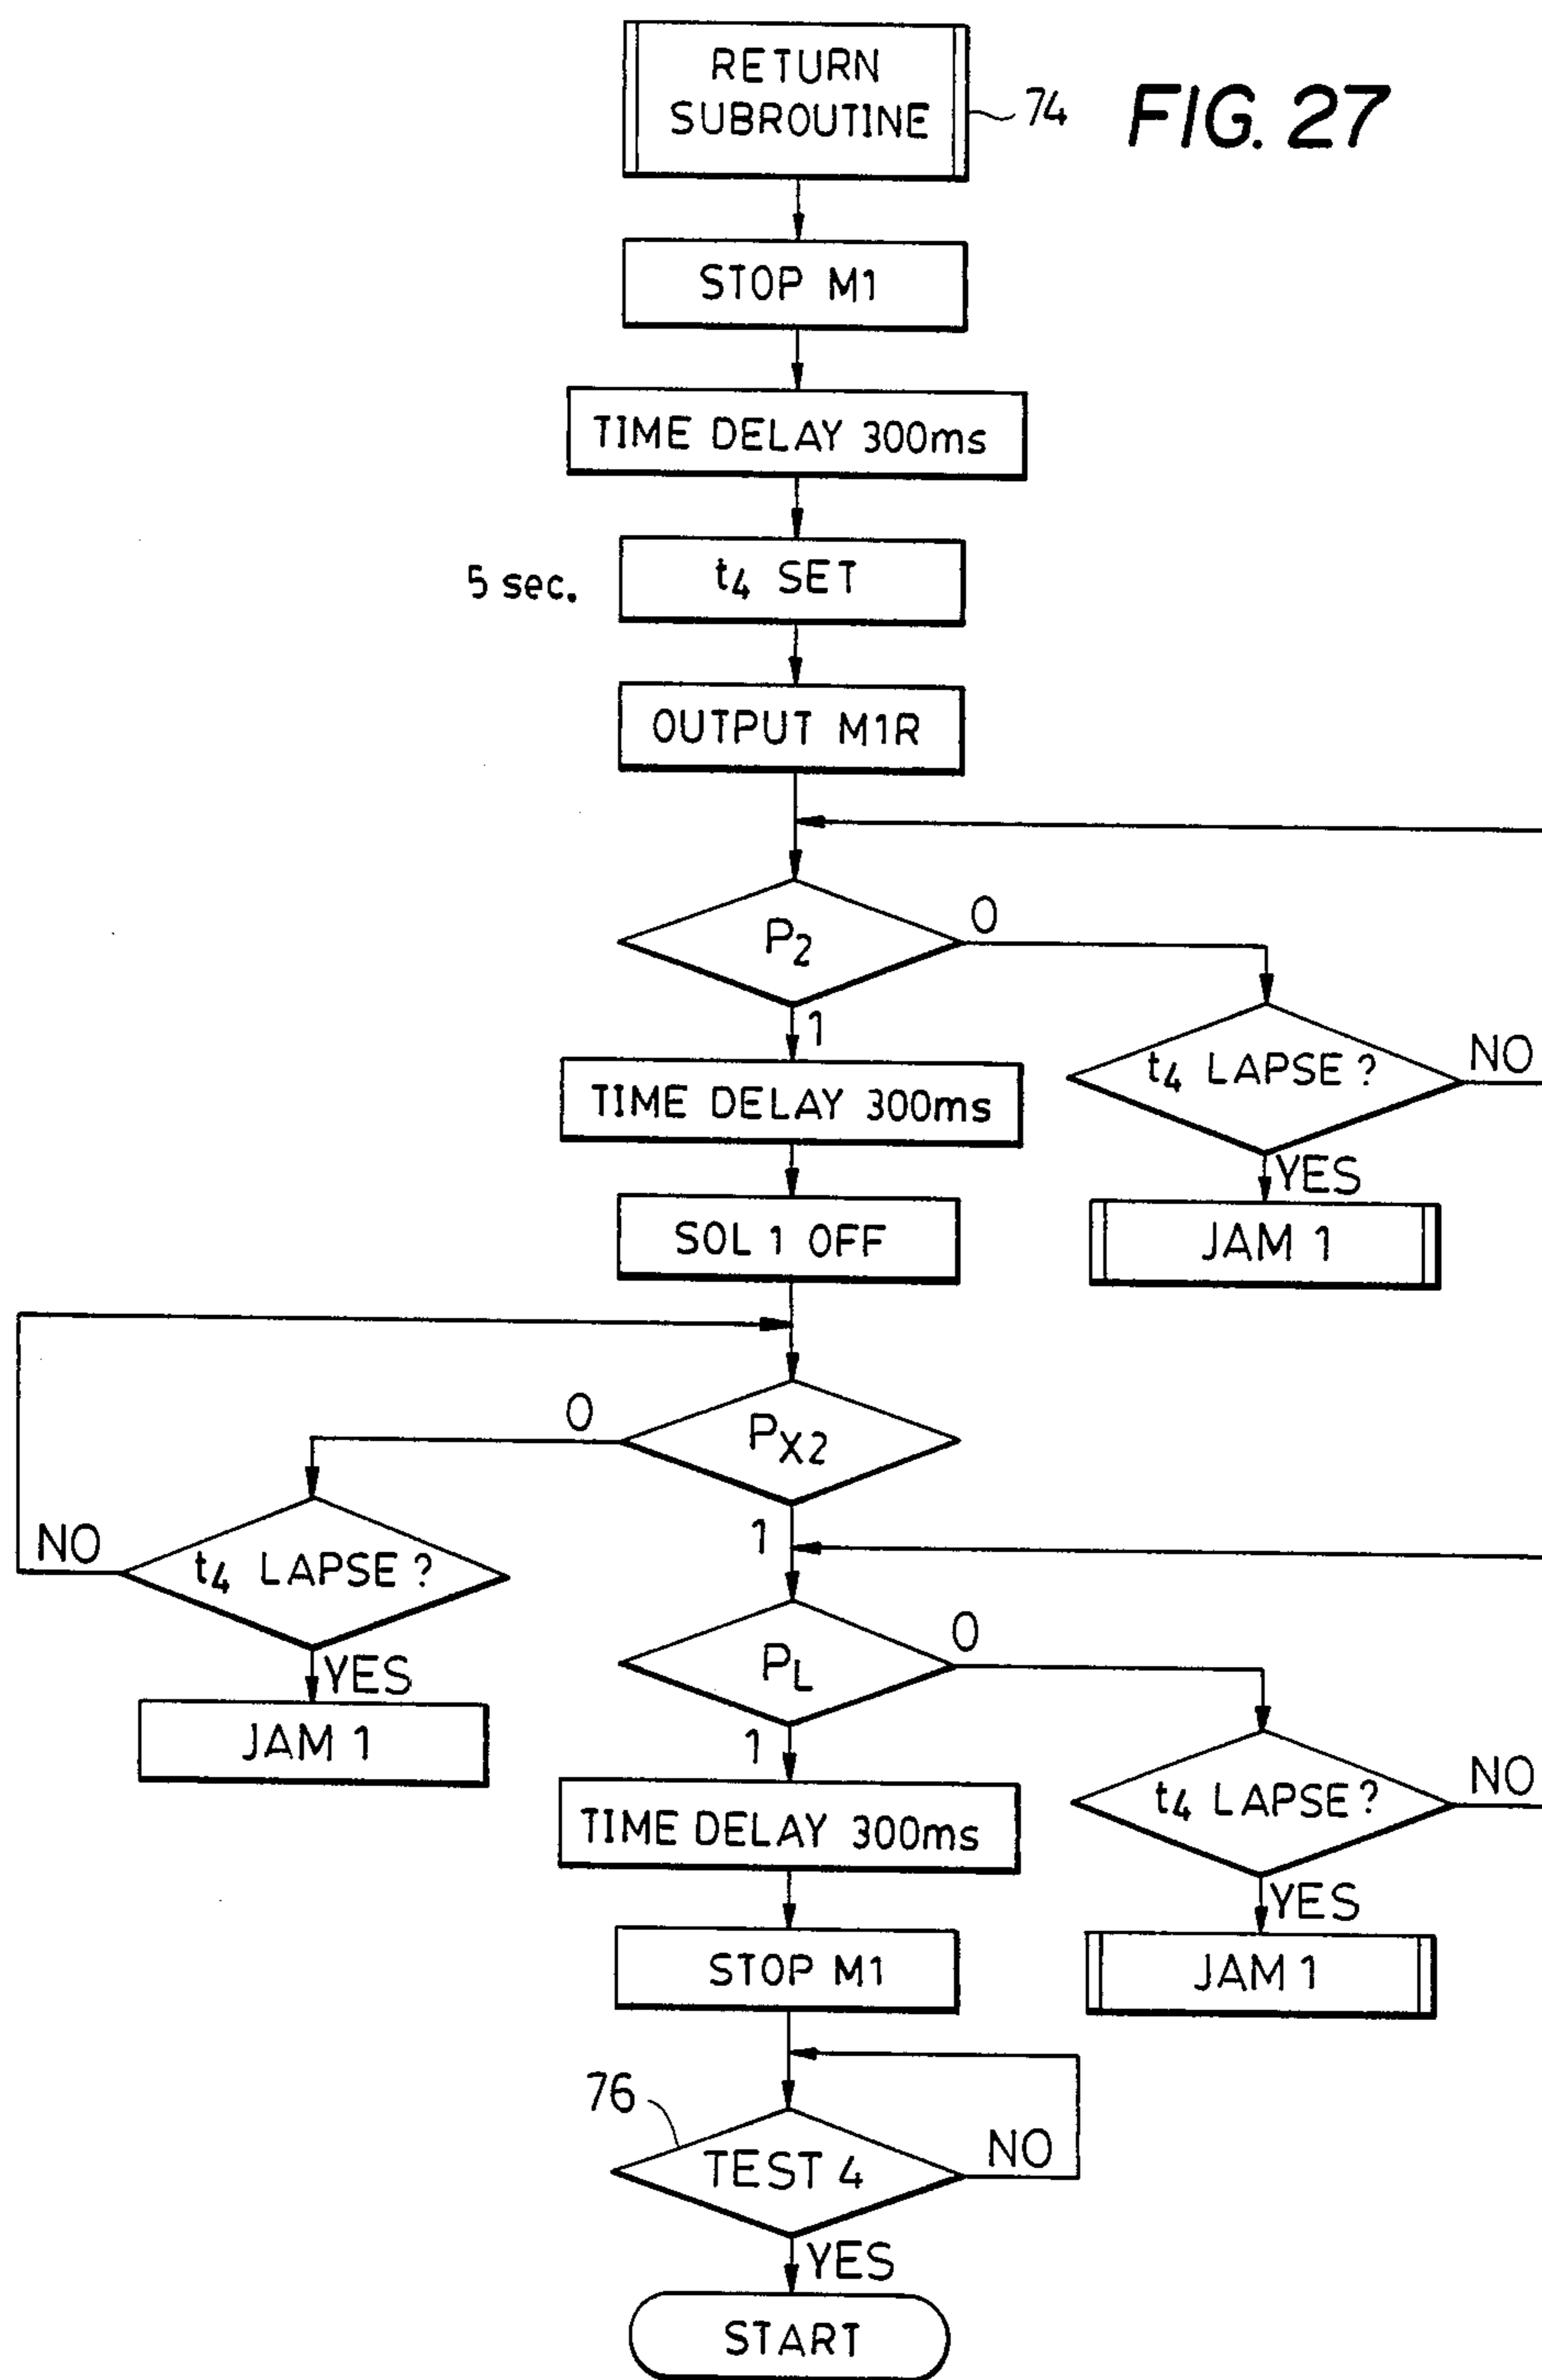 RETURN
SUBROUTINE
74
FIG. 27
STOP M1
TIME DELAY 300ms
5 sec.
t4 SET
OUTPUT M1R
P2
0
1
t4 LAPSE?
NO
TIME DELAY 300ms
YES
SOL 1 OFF
JAM 1
PX2
0
1
NO
t4 LAPSE?
PL
0
YES
1
JAM 1
t4 LAPSE?
NO
TIME DELAY 300ms
YES
STOP M1
JAM 1
76
TEST 4
NO
YES
START